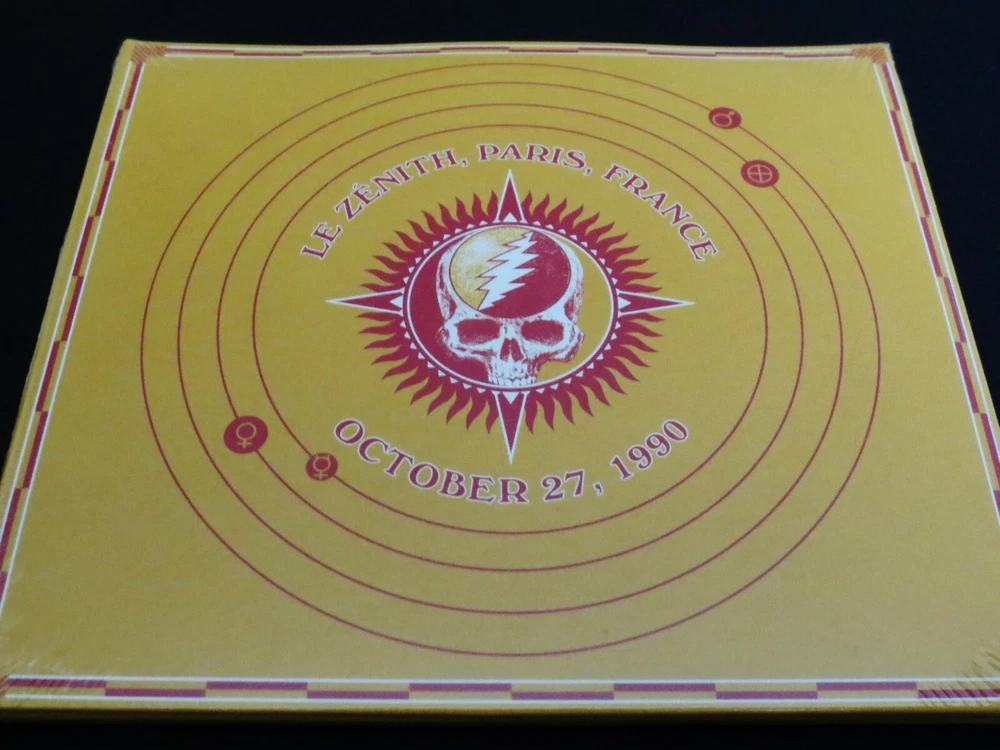 LE ZÉNITH, PARIS, FRANCE
OCTOBER 27, 1990